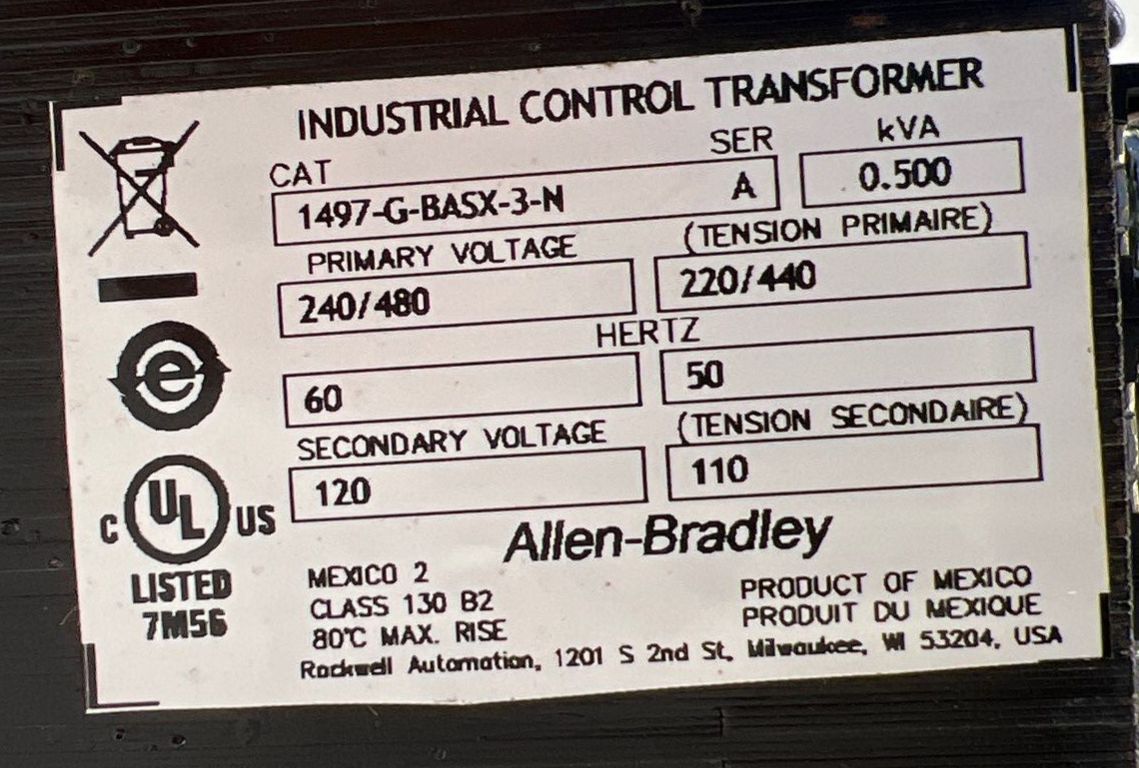 INDUSTRIAL CONTROL TRANSFORMER
CAT SER kVA
1497-G-BASX-3-N A 0.500
PRIMARY VOLTAGE (TENSION PRIMAIRE)
240/480 220/440
HERTZ
60 50
SECONDARY VOLTAGE (TENSION SECONDAIRE)
120 110
e
C UL US
LISTED
7M56
Allen-Bradley
MEXICO 2
CLASS 130 B2
80°C MAX. RISE
PRODUCT OF MEXICO
PRODUIT DU MEXIQUE
Rockwell Automation, 1201 S 2nd St, Milwaukee, WI 53204, USA